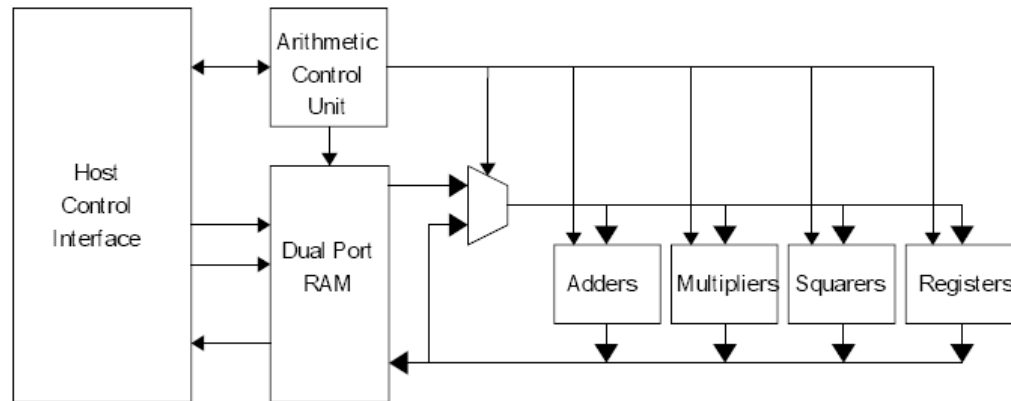 Arithmetic
Control
Unit
Host
Control
Interface
Dual Port
RAM
Adders
Multipliers
Squarers
Registers